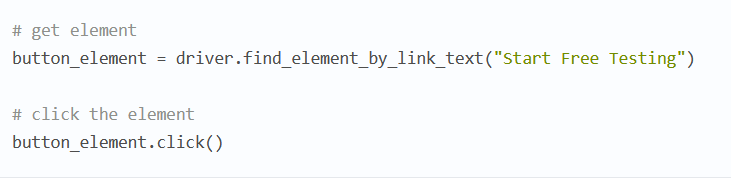 # get element
button_element = driver.find_element_by_link_text("Start Free Testing")
# click the element
button_element.click()